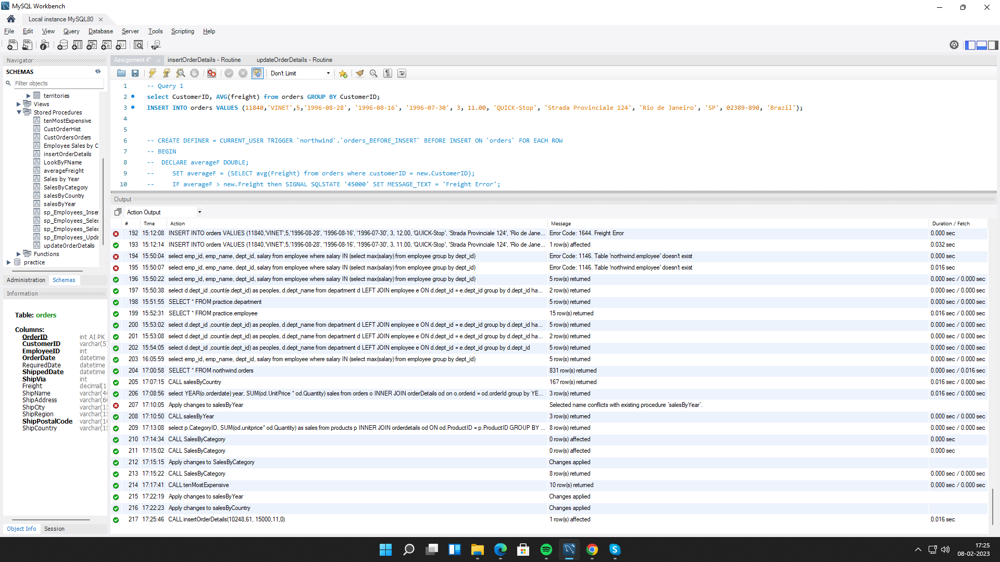 MySQL Workbench
Local instance MySQL80
File Edit View Query Database Server Tools Scripting Help
Navigator
SCHEMAS
Filter objects
territories
Views
Stored Procedures
tenMostExpensive
CustOrderHist
CustOrdersOrders
Employee Sales by C
insertOrderDetails
LookByFName
averageFreight
Sales by Year
SalesByCategory
salesByCountry
salesByYear
sp_Employees_Inser
sp_Employees_Selec
sp_Employees_Selec
sp_Employees_Upda
updateOrderDetails
Functions
practice
Administration Schemas
Information
Table: orders
Columns:
OrderID int AI PK
CustomerID varchar(5)
EmployeeID int
OrderDate datetime
RequiredDate datetime
ShippedDate datetime
ShipVia int
Freight decimal(1
ShipName varchar(4
ShipAddress varchar(6
ShipCity varchar(1
ShipRegion varchar(1
ShipPostalCode varchar(1
ShipCountry varchar(1
Object Info Session
Assignment 4* insertOrderDetails - Routine updateOrderDetails - Routine
Don't Limit
1 -- Query 1
2 select CustomerID, AVG(freight) from orders GROUP BY CustomerID;
3 INSERT INTO orders VALUES (11840,'VINET',5,'1996-08-28', '1996-08-16', '1996-07-30', 3, 11.00, 'QUICK-Stop', 'Strada Provinciale 124', 'Rio de Janeiro', 'SP', 02389-890, 'Brazil');
4
5
6 -- CREATE DEFINER = CURRENT_USER TRIGGER `northwind`.`orders_BEFORE_INSERT` BEFORE INSERT ON `orders` FOR EACH ROW
7 -- BEGIN
8 -- DECLARE averageF DOUBLE;
9 -- SET averageF = (SELECT avg(Freight) from orders where customerID = new.CustomerID);
10 -- IF averageF > new.Freight then SIGNAL SQLSTATE '45000' SET MESSAGE_TEXT = 'Freight Error';
Output
Action Output
# Time Action Message Duration / Fetch
192 15:12:08 INSERT INTO orders VALUES (11840,'VINET',5,'1996-08-28', '1996-08-16', '1996-07-30', 3, 12.00, 'QUICK-Stop', 'Strada Provinciale 124', 'Rio de Jane... Error Code: 1644. Freight Error 0.000 sec
193 15:12:14 INSERT INTO orders VALUES (11840,'VINET',5,'1996-08-28', '1996-08-16', '1996-07-30', 3, 11.00, 'QUICK-Stop', 'Strada Provinciale 124', 'Rio de Jane... 1 row(s) affected 0.032 sec
194 15:50:04 select emp_id, emp_name, dept_id, salary from employee where salary IN (select max(salary) from employee group by dept_id) Error Code: 1146. Table 'northwind.employee' doesn't exist 0.000 sec
195 15:50:07 select emp_id, emp_name, dept_id, salary from employee where salary IN (select max(salary) from employee group by dept_id) Error Code: 1146. Table 'northwind.employee' doesn't exist 0.016 sec
196 15:50:22 select emp_id, emp_name, dept_id, salary from employee where salary IN (select max(salary) from employee group by dept_id) 5 row(s) returned 0.000 sec / 0.000 sec
197 15:50:38 select d.dept_id ,count(e.dept_id) as peoples, d.dept_name from department d LEFT JOIN employee e ON d.dept_id = e.dept_id group by d.dept_id ha... 2 row(s) returned 0.000 sec / 0.000 sec
198 15:51:55 SELECT * FROM practice.department 5 row(s) returned 0.000 sec / 0.000 sec
199 15:52:31 SELECT * FROM practice.employee 15 row(s) returned 0.016 sec / 0.000 sec
200 15:53:02 select d.dept_id ,count(e.dept_id) as peoples, d.dept_name from department d LEFT JOIN employee e ON d.dept_id = e.dept_id group by d.dept_id ha... 5 row(s) returned 0.000 sec / 0.000 sec
201 15:53:08 select d.dept_id ,count(e.dept_id) as peoples, d.dept_name from department d LEFT JOIN employee e ON d.dept_id = e.dept_id group by d.dept_id ha... 2 row(s) returned 0.000 sec / 0.000 sec
202 15:54:05 select d.dept_id ,count(e.dept_id) as peoples, d.dept_name from department d LEFT JOIN employee e ON d.dept_id = e.dept_id group by d.dept_id 5 row(s) returned 0.000 sec / 0.000 sec
203 16:05:59 select emp_id, emp_name, dept_id, salary from employee where salary IN (select max(salary) from employee group by dept_id) 5 row(s) returned 0.000 sec / 0.000 sec
204 17:00:58 SELECT * FROM northwind.orders 831 row(s) returned 0.000 sec / 0.016 sec
205 17:07:15 CALL salesByCountry 167 row(s) returned 0.016 sec / 0.000 sec
206 17:08:56 select YEAR(o.orderdate) year, SUM(od.UnitPrice * od.Quantity) sales from orders o INNER JOIN orderDetails od on o.orderid = od.orderId group by YE... 3 row(s) returned 0.016 sec / 0.000 sec
207 17:10:05 Apply changes to salesByYear Selected name conflicts with existing procedure `salesByYear`.
208 17:10:50 CALL salesByYear 3 row(s) returned 0.000 sec / 0.000 sec
209 17:13:08 select p.CategoryID, SUM(od.unitprice* od.Quantity) as sales from products p INNER JOIN orderdetails od ON od.ProductID = p.ProductID GROUP BY ... 8 row(s) returned 0.000 sec / 0.000 sec
210 17:14:34 CALL SalesByCategory 0 row(s) affected 0.000 sec
211 17:15:02 CALL SalesByCategory 0 row(s) affected 0.000 sec
212 17:15:15 Apply changes to SalesByCategory Changes applied
213 17:15:22 CALL SalesByCategory 8 row(s) returned 0.000 sec / 0.000 sec
214 17:17:41 CALL tenMostExpensive 10 row(s) returned 0.000 sec / 0.000 sec
215 17:22:19 Apply changes to salesByYear Changes applied
216 17:22:23 Apply changes to salesByCountry Changes applied
217 17:25:46 CALL insertOrderDetails(10248,61, 15000,11,0) 1 row(s) affected 0.016 sec
17:25
08-02-2023